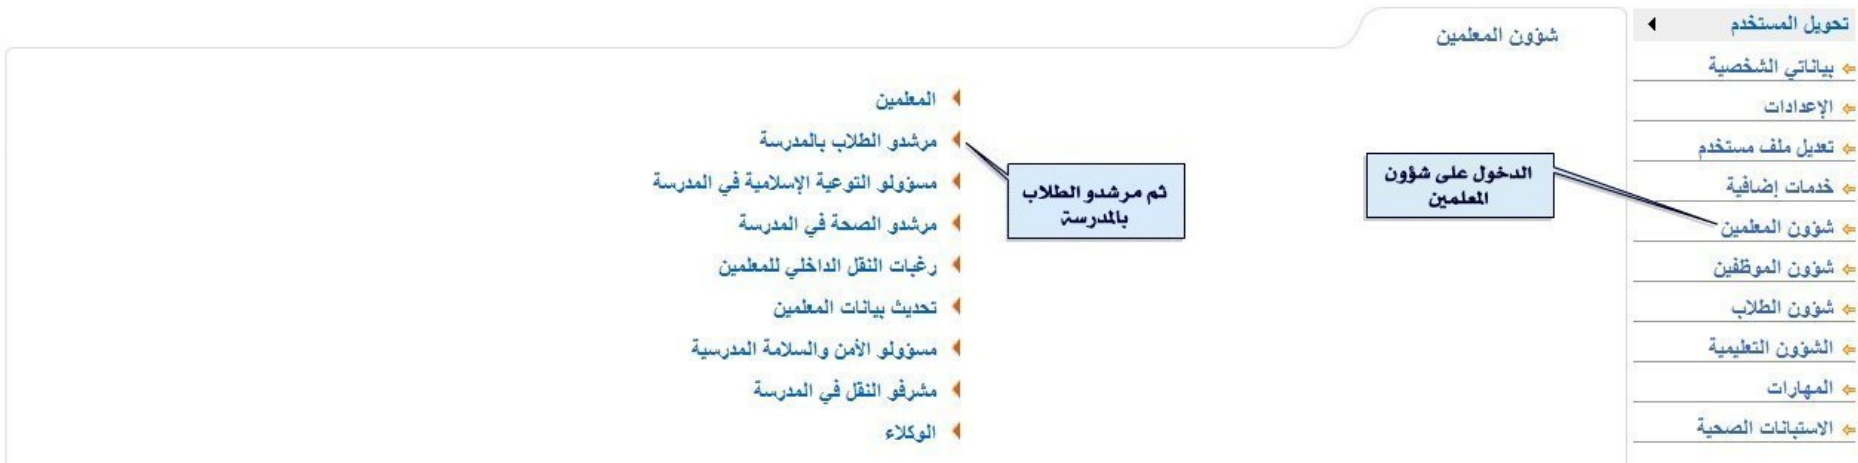 تحويل المستخدم
بياناتي الشخصية
الإعدادات
تعديل ملف مستخدم
خدمات إضافية
شؤون المعلمين
شؤون الموظفين
شؤون الطلاب
الشؤون التعليمية
المهارات
الاستبانات الصحية
شؤون المعلمين
الدخول على شؤون
المعلمين
المعلمين
مرشدو الطلاب بالمدرسة
مسؤولو التوعية الإسلامية في المدرسة
مرشدو الصحة في المدرسة
رغبات النقل الداخلي للمعلمين
تحديث بيانات المعلمين
مسؤولو الأمن والسلامة المدرسية
مشرفو النقل في المدرسة
الوكلاء
ثم مرشدو الطلاب
بالمدرسة